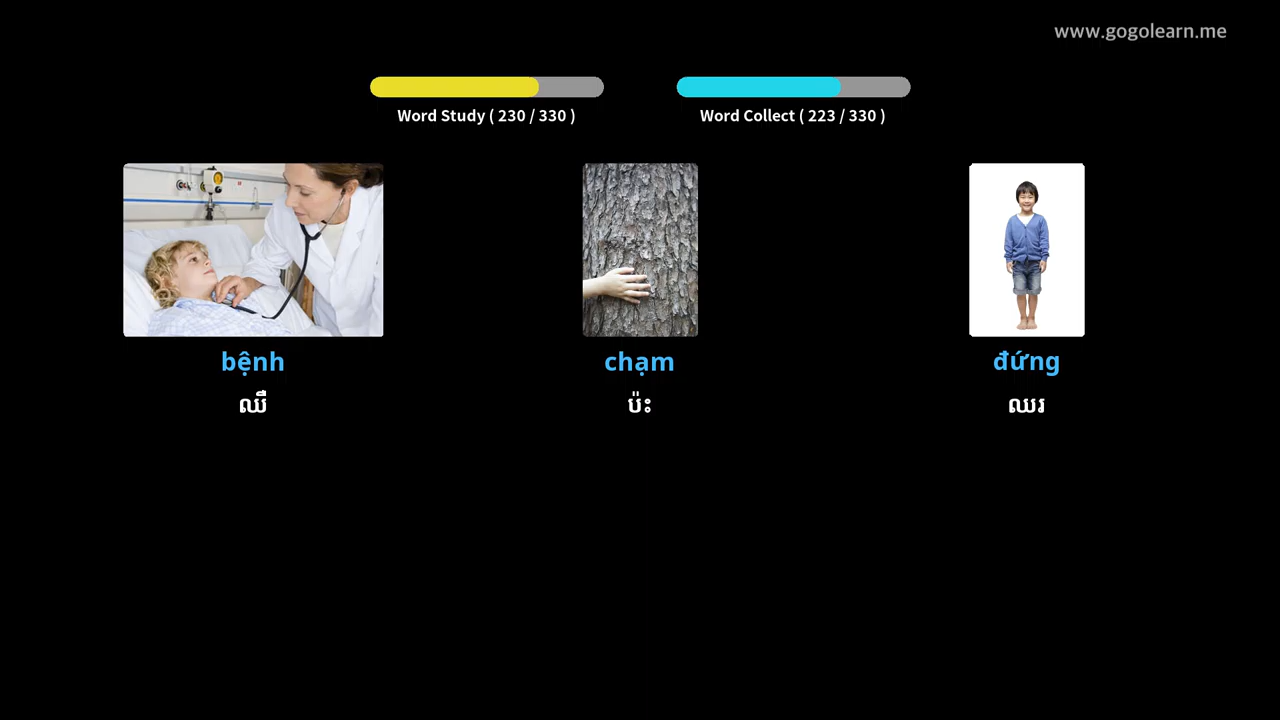 www.gogolearn.me
Word Study ( 230 / 330 )
Word Collect ( 223 / 330 )
bệnh
chạm
đứng
ឈឺ
ប៉ះ
ឈរ